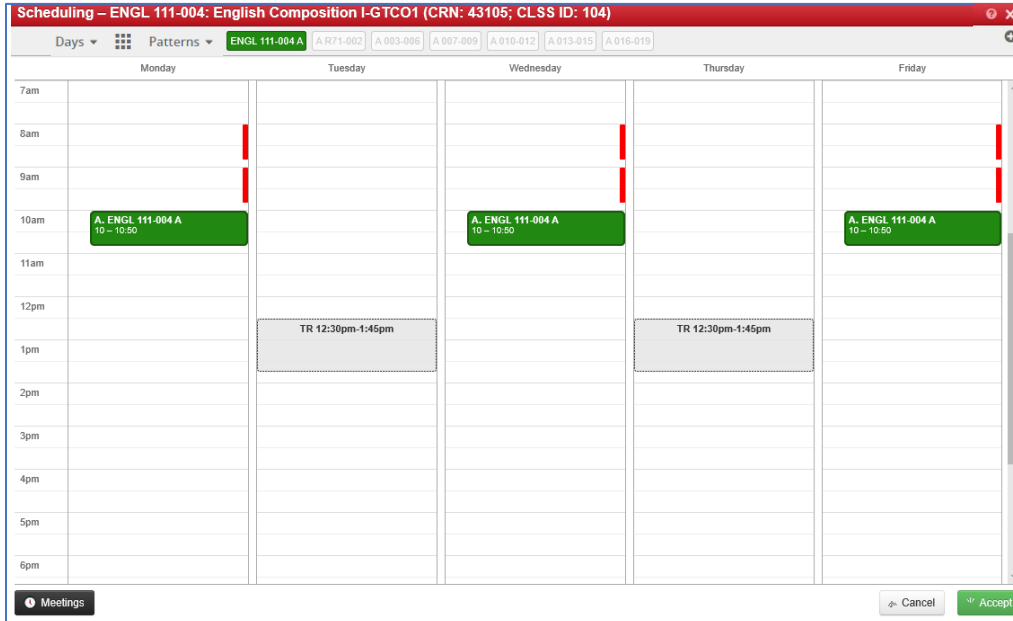 Scheduling – ENGL 111-004: English Composition I-GTCO1 (CRN: 43105; CLSS ID: 104)
Days Patterns ENGL 111-004 A A R71-002 A 003-006 A 007-009 A 010-012 A 013-015 A 016-019
Monday Tuesday Wednesday Thursday Friday
7am
8am
9am
10am
A. ENGL 111-004 A
10 – 10:50
A. ENGL 111-004 A
10 – 10:50
A. ENGL 111-004 A
10 – 10:50
11am
12pm
TR 12:30pm-1:45pm
TR 12:30pm-1:45pm
1pm
2pm
3pm
4pm
5pm
6pm
Meetings Cancel Accept